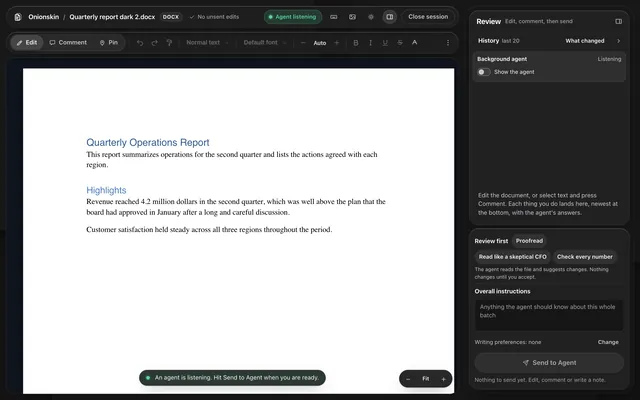 Onionskin / Quarterly report dark 2.docx DOCX No unsent edits Agent listening Close session
Edit Comment Pin Normal text Default font − Auto + B I U S A
Quarterly Operations Report
This report summarizes operations for the second quarter and lists the actions agreed with each
region.
Highlights
Revenue reached 4.2 million dollars in the second quarter, which was well above the plan that the
board had approved in January after a long and careful discussion.
Customer satisfaction held steady across all three regions throughout the period.
An agent is listening. Hit Send to Agent when you are ready.
− Fit +
Review Edit, comment, then send
History last 20 What changed
Background agent Listening
Show the agent
Edit the document, or select text and press
Comment. Each thing you do lands here, newest at
the bottom, with the agent's answers.
Review first Proofread
Read like a skeptical CFO Check every number
The agent reads the file and suggests changes. Nothing
changes until you accept.
Overall instructions
Anything the agent should know about this whole
batch
Writing preferences: none Change
Send to Agent
Nothing to send yet. Edit, comment or write a note.